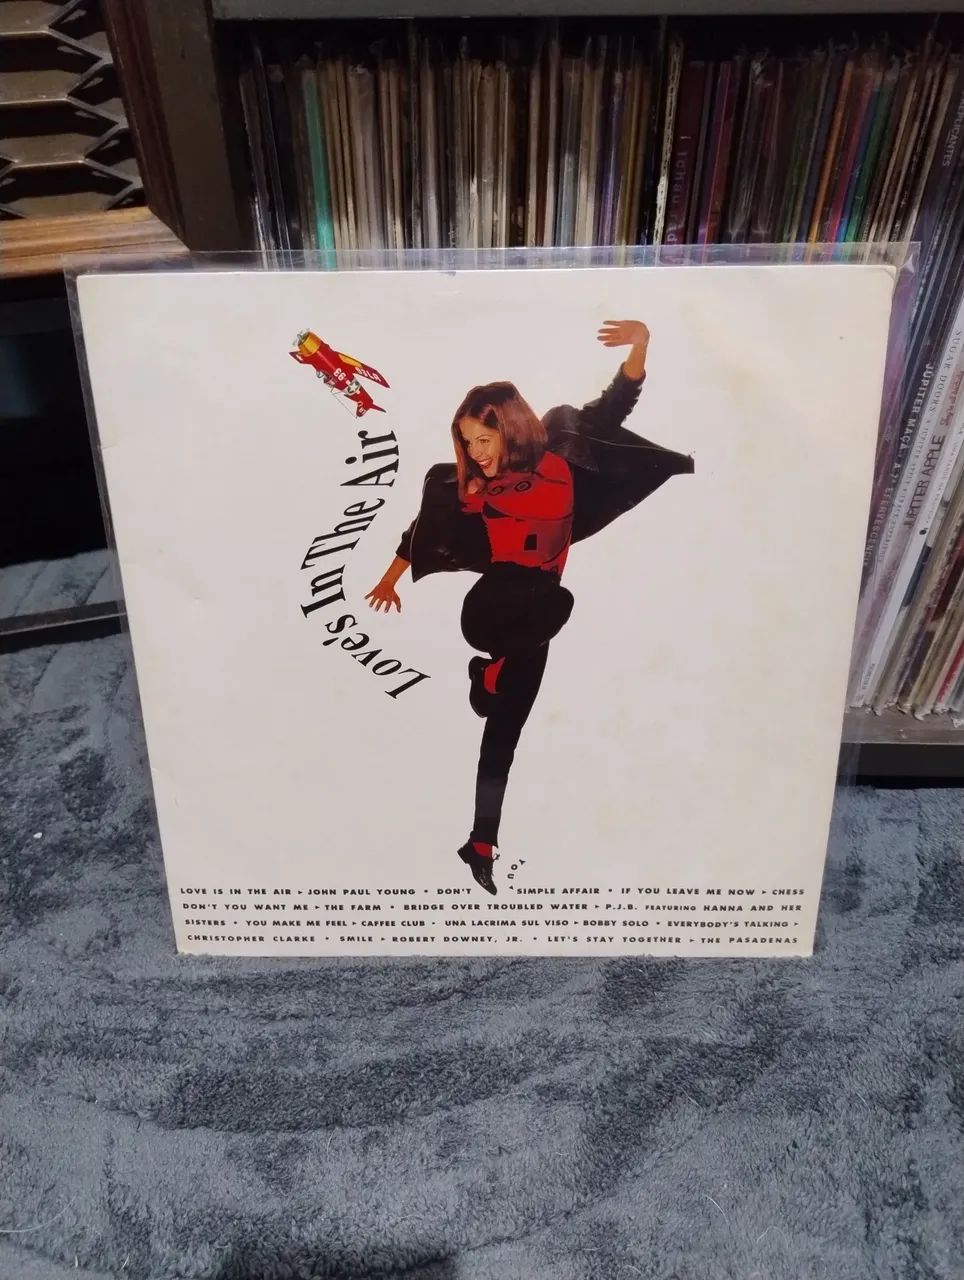 Love's In The Air
YOU
LOVE IS IN THE AIR ▸ JOHN PAUL YOUNG • DON'T SIMPLE AFFAIR • IF YOU LEAVE ME NOW ▸ CHESS
DON'T YOU WANT ME ▸ THE FARM • BRIDGE OVER TROUBLED WATER ▸ P.J.B. FEATURING HANNA AND HER
SISTERS • YOU MAKE ME FEEL ▸ CAFFEE CLUB • UNA LACRIMA SUL VISO ▸ BOBBY SOLO • EVERYBODY'S TALKING ▸
CHRISTOPHER CLARKE • SMILE ▸ ROBERT DOWNEY, JR. • LET'S STAY TOGETHER ▸ THE PASADENAS
JUPITER MAÇÃ
APPLE